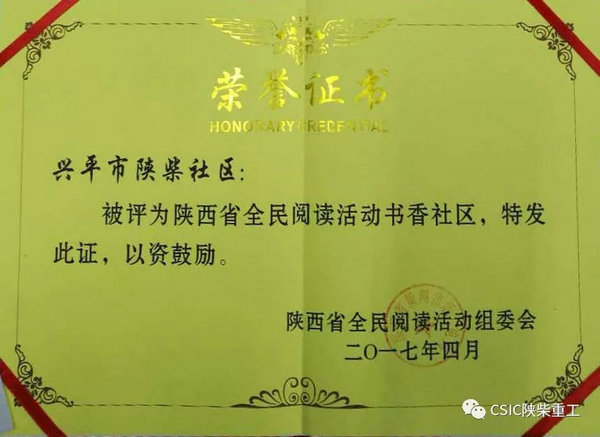 荣誉证书
HONORARY CREDENTIAL
兴平市陕柴社区：
被评为陕西省全民阅读活动书香社区，特发
此证，以资鼓励。
陕西省全民阅读活动组委会
二〇一七年四月
CSIC陕柴重工